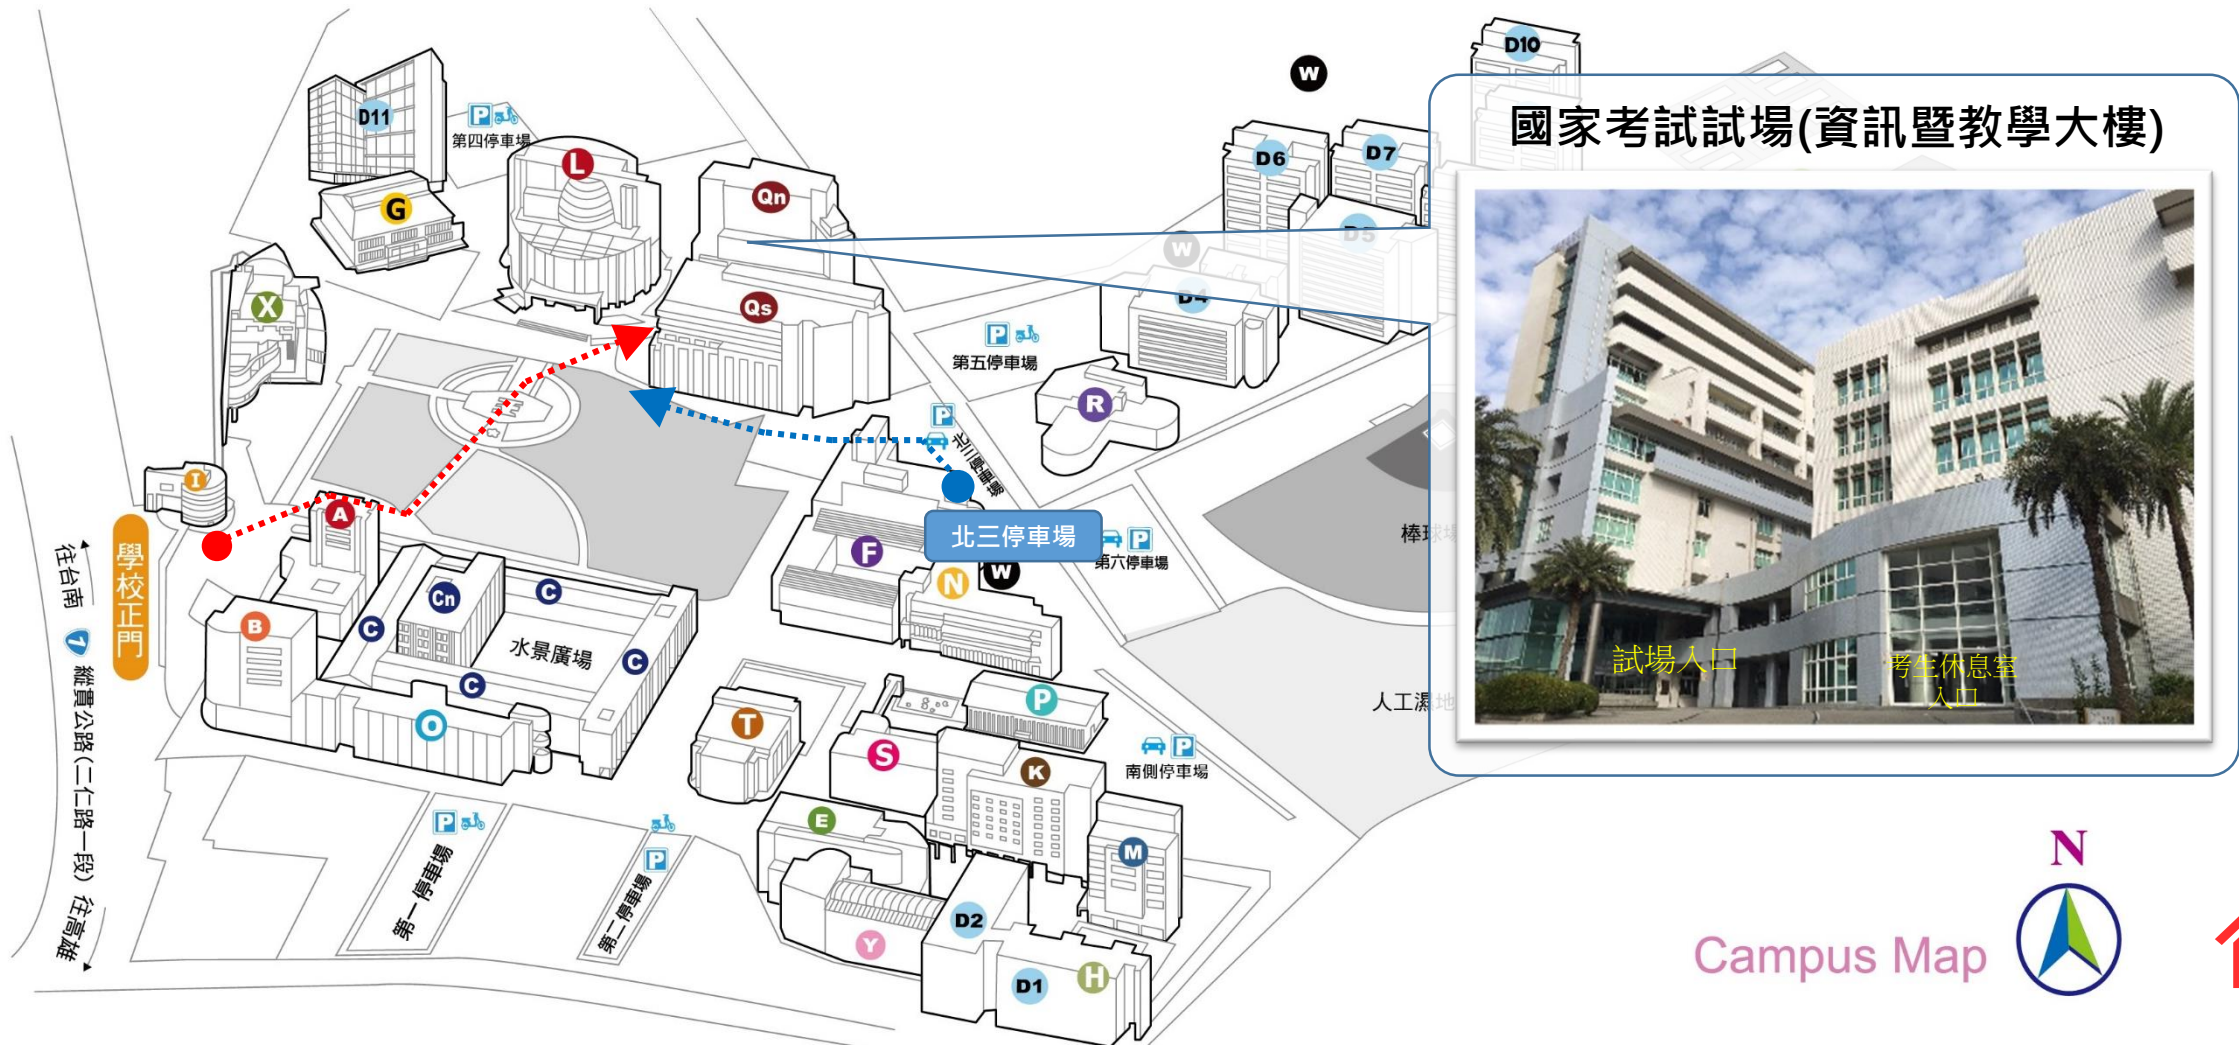 D10
W
國家考試試場(資訊暨教學大樓)
D11
P
第四停車場
L
D6
D7
Qn
G
D5
W
D4
X
Qs
P
第五停車場
R
P
北三停車場
I
A
北三停車場
棒球場
F
P
第六停車場
N
W
學校正門
往台南
1
縱貫公路(二仁路一段)
往高雄
Cn
C
C
C
C
B
水景廣場
O
T
P
S
人工濕地
試場入口
考生休息室
入口
P
南側停車場
K
P
第一停車場
P
第二停車場
E
M
Y
D2
D1
H
N
Campus Map